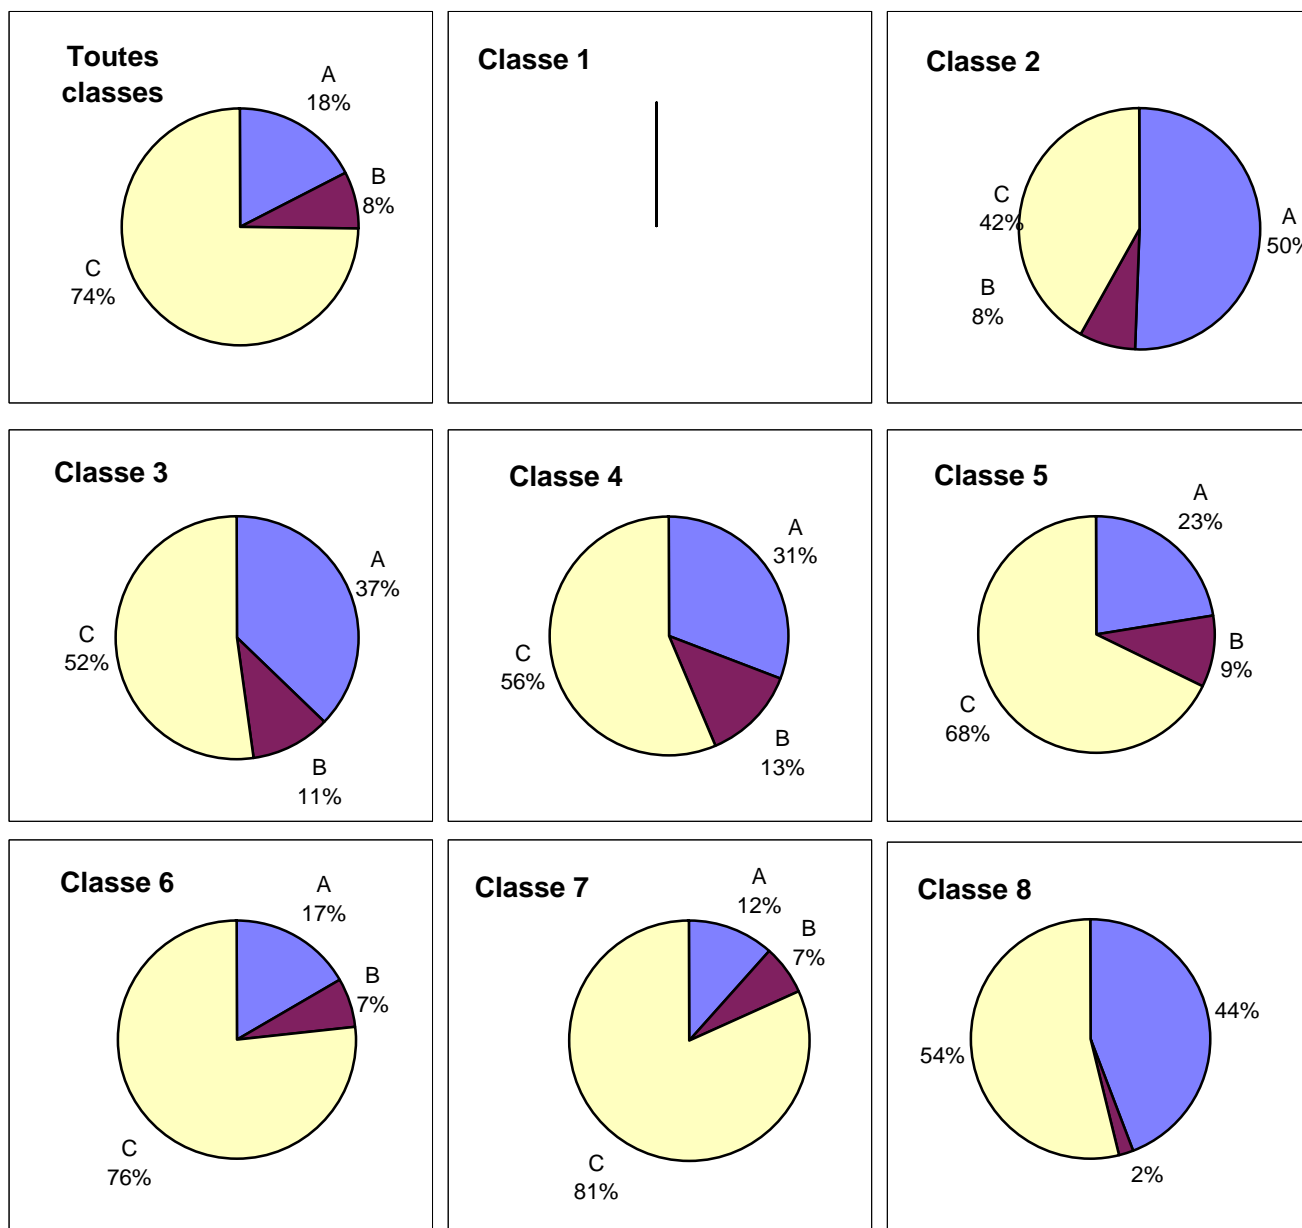 Toutes
classes
A
18%
B
8%
C
74%
Classe 1
Classe 2
C
42%
A
50%
B
8%
Classe 3
A
37%
C
52%
B
11%
Classe 4
A
31%
C
56%
B
13%
Classe 5
A
23%
B
9%
C
68%
Classe 6
A
17%
B
7%
C
76%
Classe 7
A
12%
B
7%
C
81%
Classe 8
44%
54%
2%